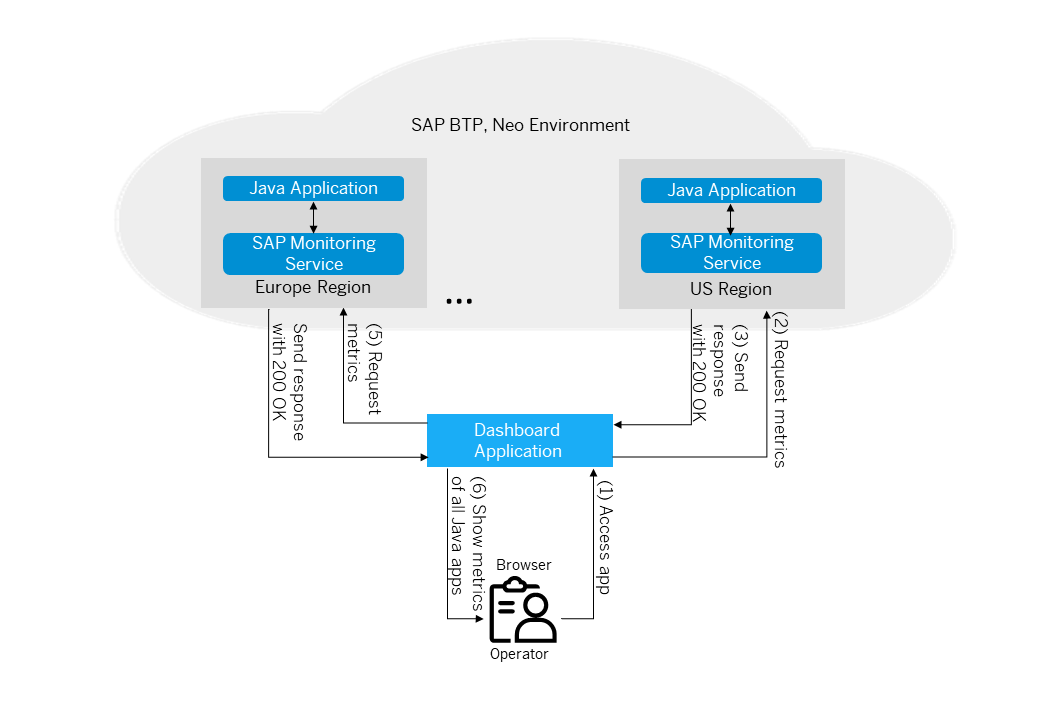 SAP BTP, Neo Environment
Java Application
SAP Monitoring
Service
Europe Region
...
Java Application
SAP Monitoring
Service
US Region
Send response
with 200 OK
(5) Request
metrics
(3) Send
response
with 200 OK
(2) Request metrics
Dashboard
Application
(6) Show metrics
of all Java apps
(1) Access app
Browser
Operator